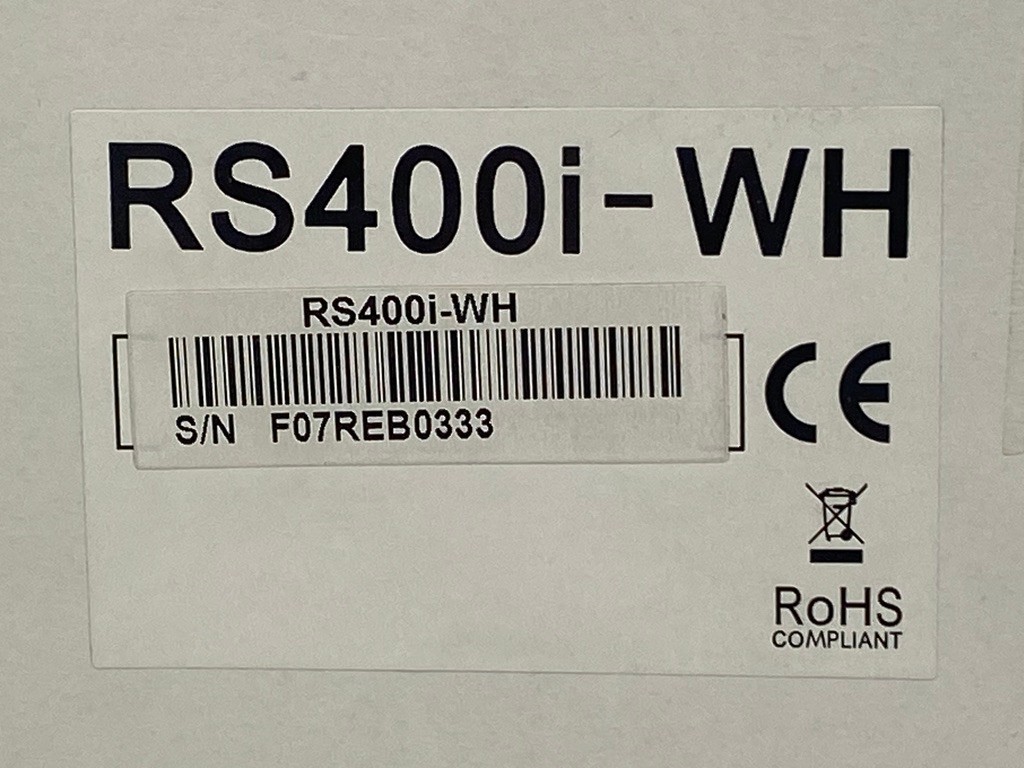 RS400i-WH
RS400i-WH
S/N F07REB0333
CE
RoHS
COMPLIANT